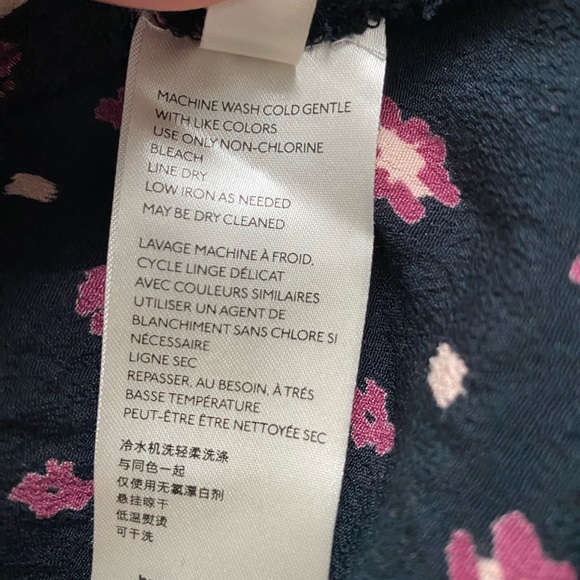 MACHINE WASH COLD GENTLE
WITH LIKE COLORS
USE ONLY NON-CHLORINE
BLEACH
LINE DRY
LOW IRON AS NEEDED
MAY BE DRY CLEANED
LAVAGE MACHINE À FROID,
CYCLE LINGE DÉLICAT
AVEC COULEURS SIMILAIRES
UTILISER UN AGENT DE
BLANCHIMENT SANS CHLORE SI
NÉCESSAIRE
LIGNE SEC
REPASSER, AU BESOIN, À TRÉS
BASSE TEMPÉRATURE
PEUT-ÊTRE ÊTRE NETTOYÉE SEC
冷水机洗轻柔洗涤
与同色一起
仅使用无氯漂白剂
悬挂晾干
低温熨烫
可干洗